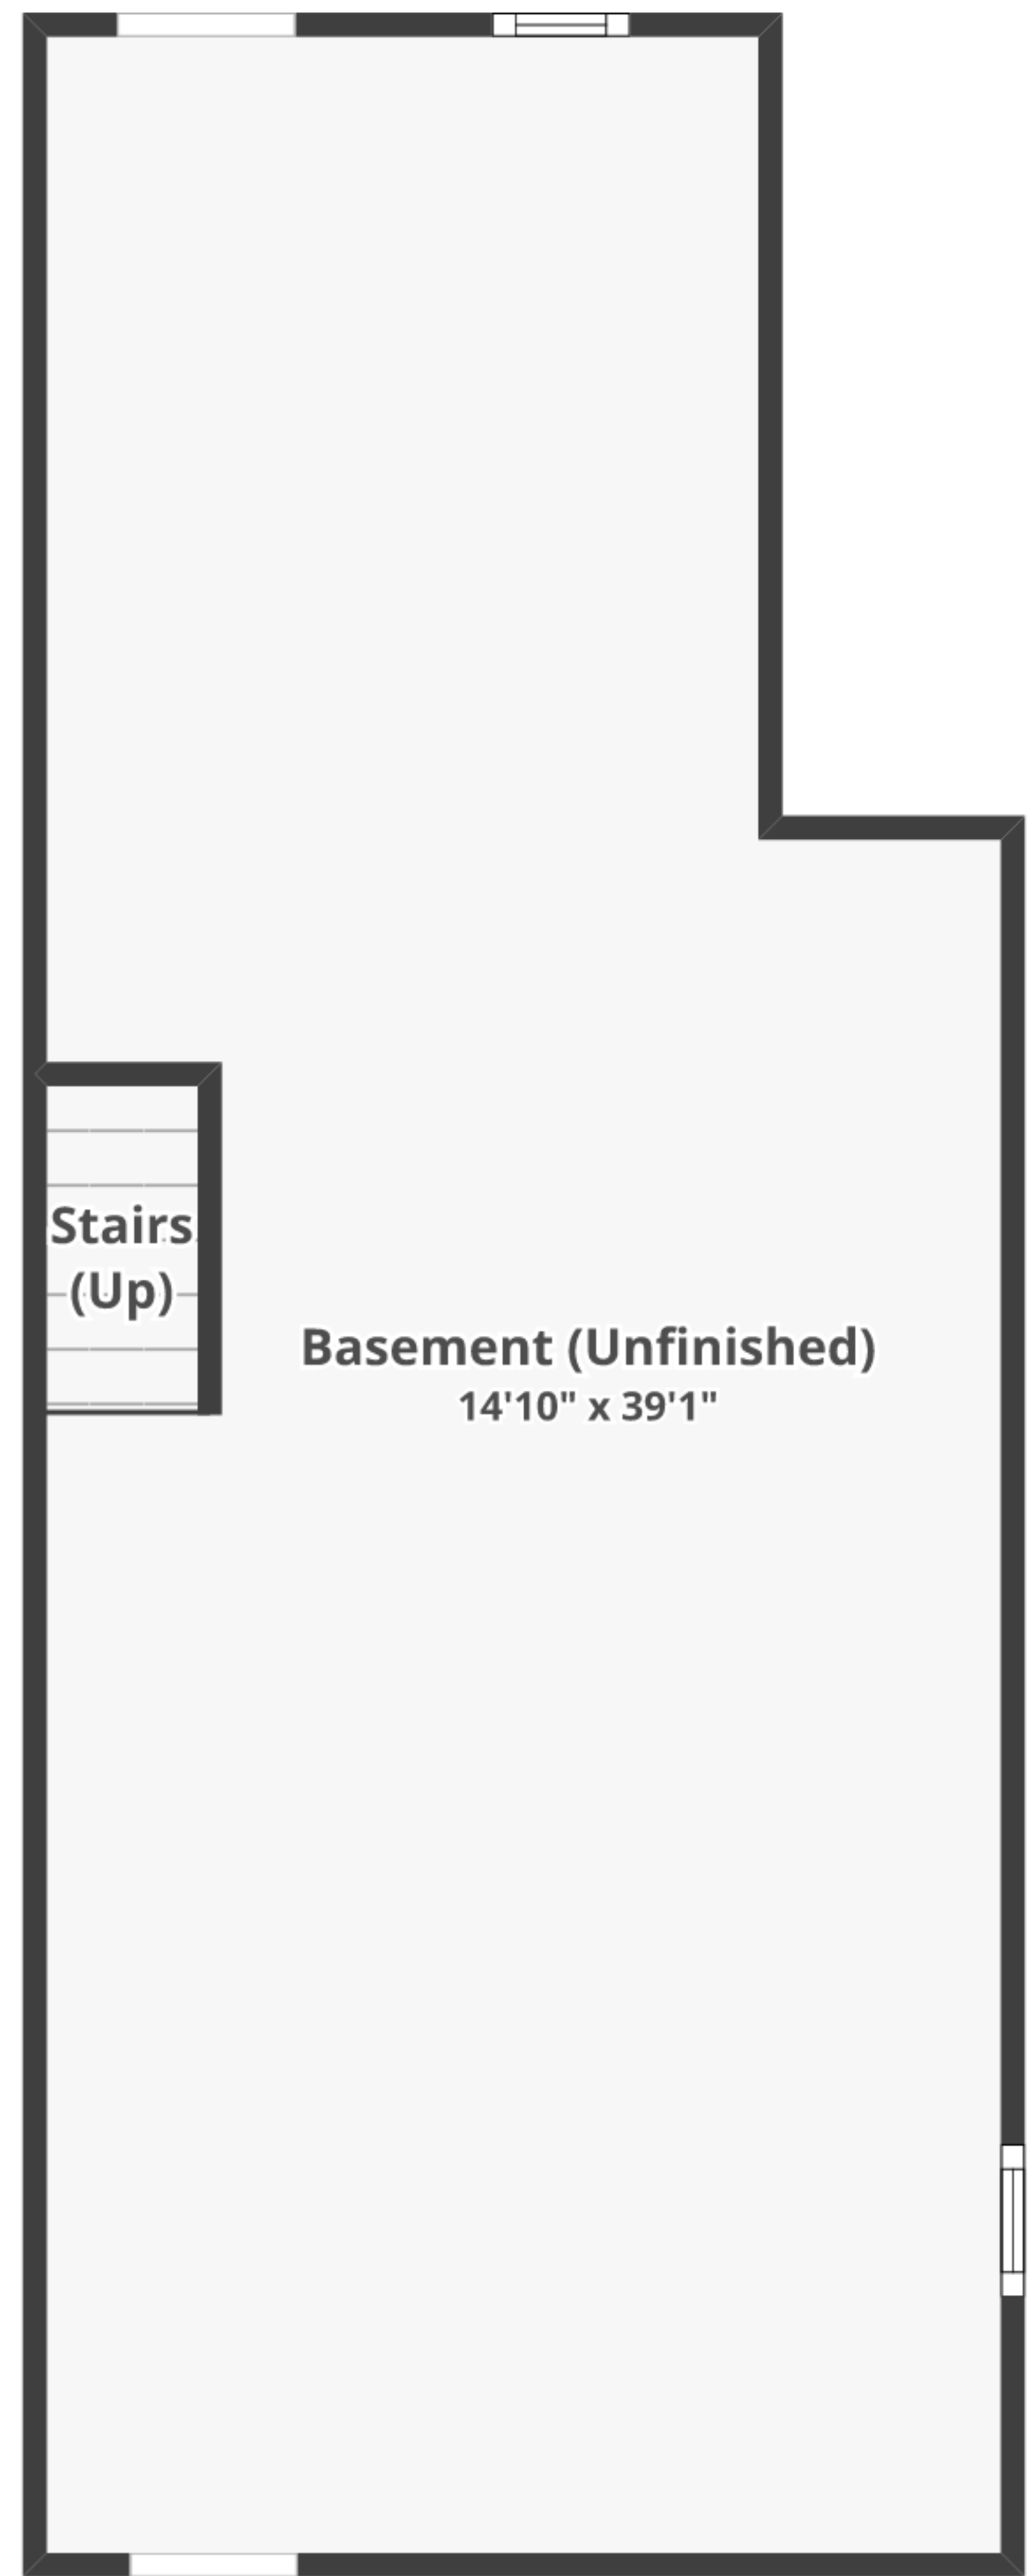 Stairs
(Up)
Basement (Unfinished)
14'10" x 39'1"